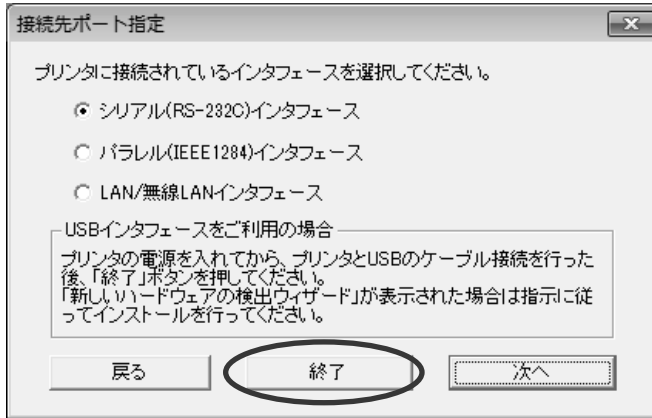 接続先ポート指定
プリンタに接続されているインタフェースを選択してください。
シリアル(RS-232C)インタフェース
パラレル(IEEE1284)インタフェース
LAN/無線LANインタフェース
USBインタフェースをご利用の場合
プリンタの電源を入れてから、プリンタとUSBのケーブル接続を行った
後、「終了」ボタンを押してください。
「新しいハードウェアの検出ウィザード」が表示された場合は指示に従
ってインストールを行ってください。
戻る
終了
次へ